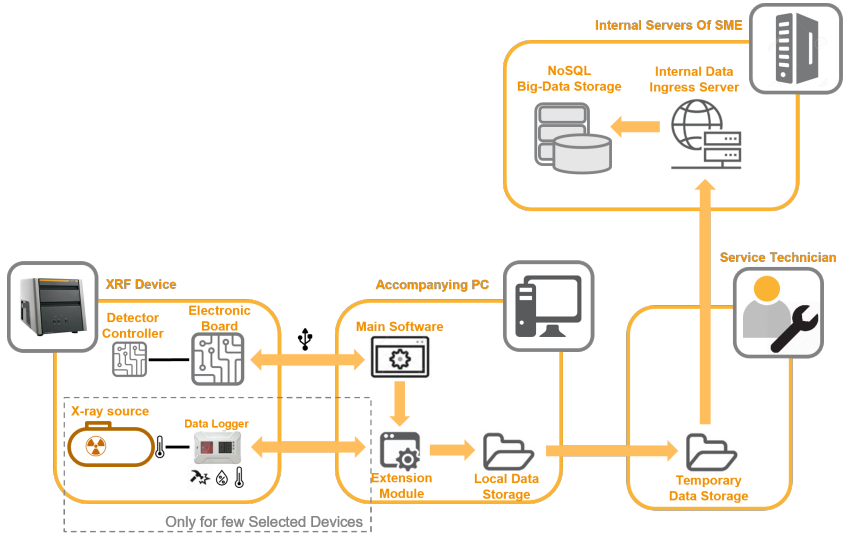 Internal Servers Of SME
NoSQL
Big-Data Storage
Internal Data
Ingress Server
Service Technician
XRF Device
Accompanying PC
Detector
Controller
Electronic
Board
Main Software
X-ray source
Data Logger
Extension
Module
Local Data
Storage
Temporary
Data Storage
Only for few Selected Devices